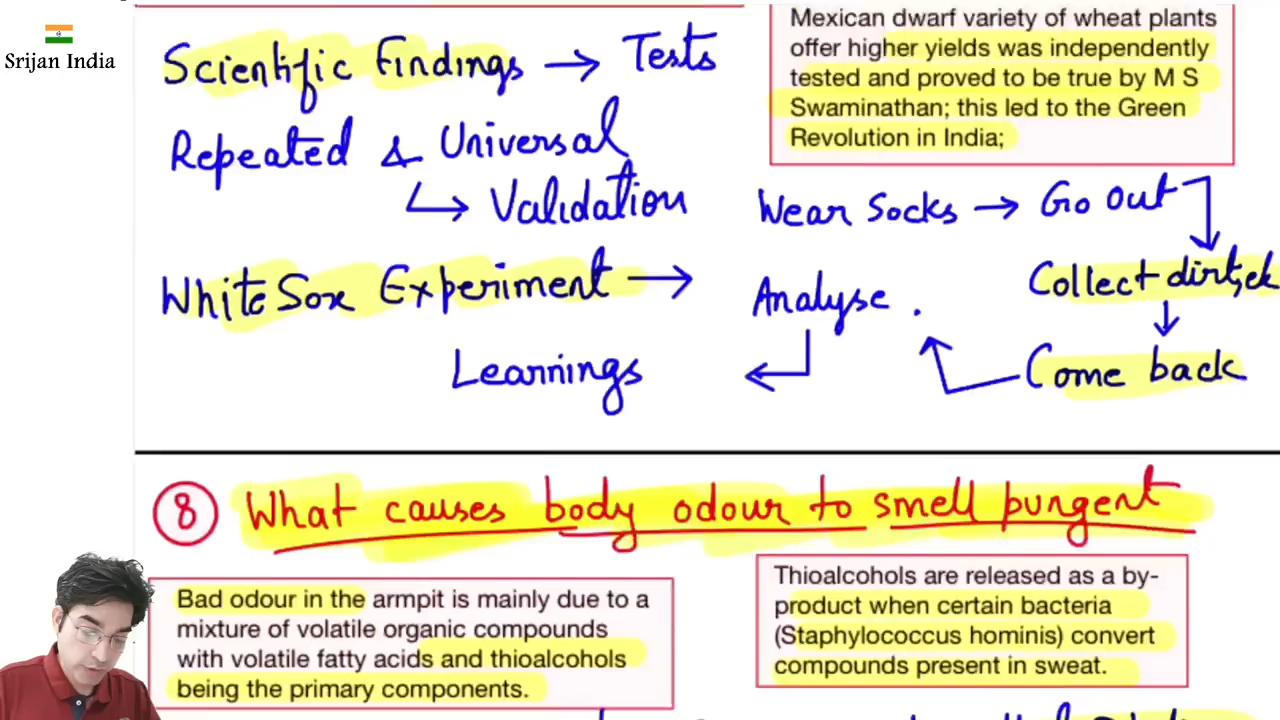 Srijan India
Scientific Findings → Tests
Repeated & Universal
↳ Validation
White Sox Experiment →
Learnings
Mexican dwarf variety of wheat plants
offer higher yields was independently
tested and proved to be true by M S
Swaminathan; this led to the Green
Revolution in India;
Wear Socks → Go out
Collect dirt, etc
Come back
Analyse .
8 What causes body odour to smell pungent
Bad odour in the armpit is mainly due to a
mixture of volatile organic compounds
with volatile fatty acids and thioalcohols
being the primary components.
Thioalcohols are released as a by-
product when certain bacteria
(Staphylococcus hominis) convert
compounds present in sweat.